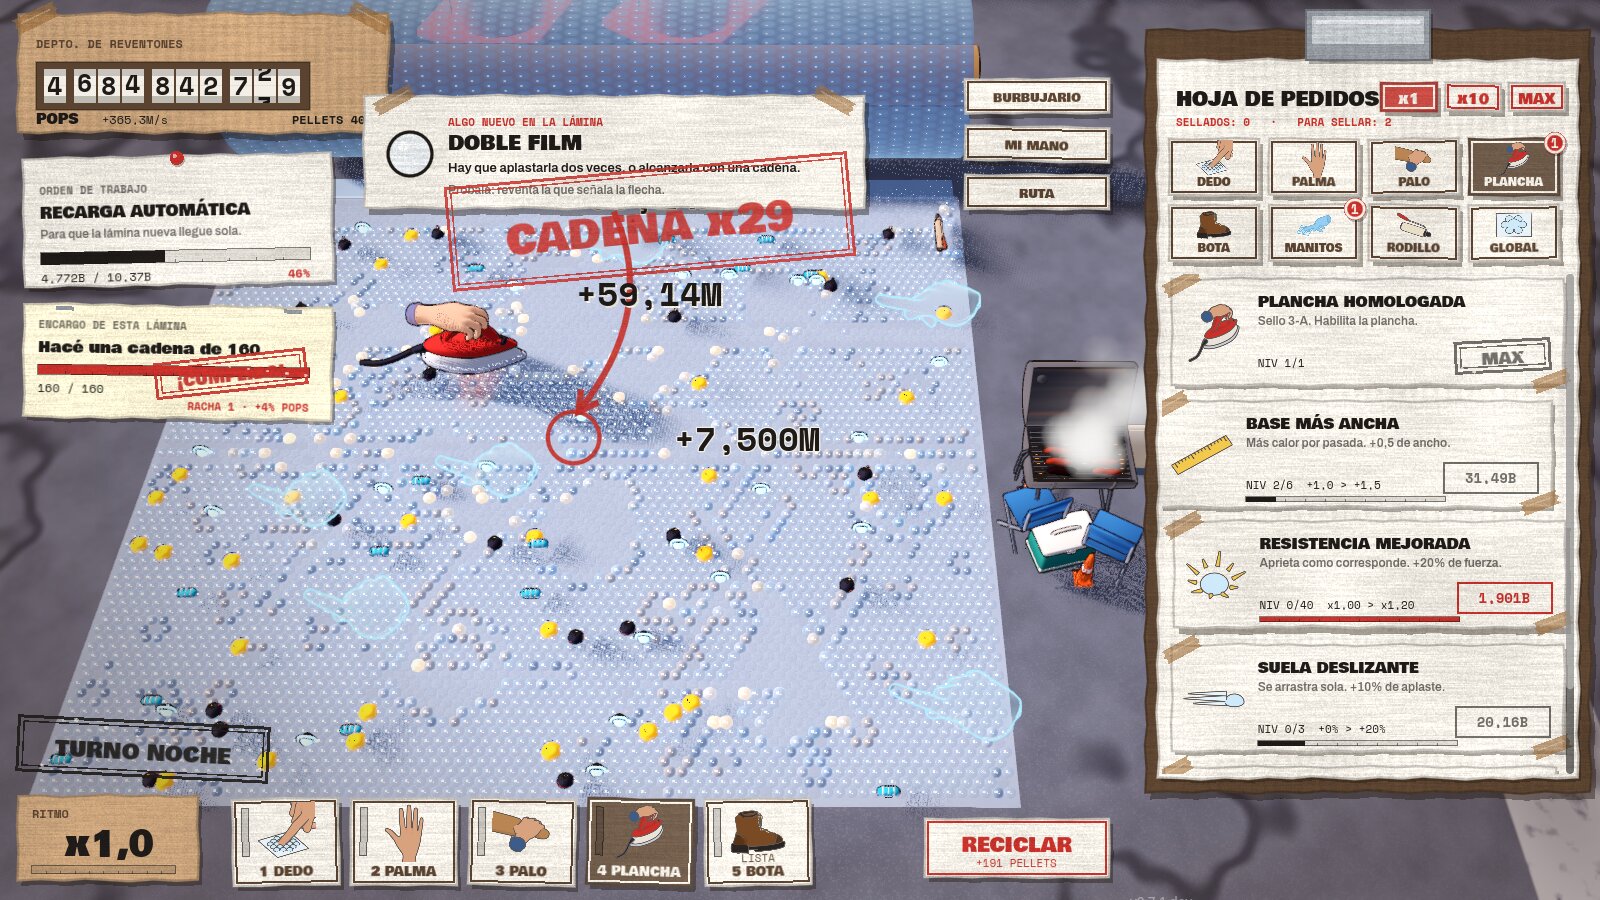 DEPTO. DE REVENTONES
4 684 842 7 9
POPS +365.3M/s PELLETS 40
ORDEN DE TRABAJO
RECARGA AUTOMÁTICA
Para que la lámina nueva llegue sola.
4.772B / 10.37B 46%
ENCARGO DE ESTA LÁMINA
Hacé una cadena de 160
160 / 160
RACHA 1 · +4% POPS
ALGO NUEVO EN LA LÁMINA
DOBLE FILM
Hay que aplastarla dos veces, o alcanzarla con una cadena.
Probala: reventá la que señala la flecha.
CADENA x29
+59,14M
+7,500M
BURBUJARIO
MI MANO
RUTA
HOJA DE PEDIDOS x1 x10 MAX
SELLADOS: 0 · PARA SELLAR: 2
DEDO
PALMA
PALO
PLANCHA
1
BOTA
MANITOS
1
RODILLO
GLOBAL
PLANCHA HOMOLOGADA
Sello 3-A. Habilita la plancha.
NIV 1/1
MAX
BASE MÁS ANCHA
Más calor por pasada. +0,5 de ancho.
NIV 2/6 +1.0 > +1.5
31,49B
RESISTENCIA MEJORADA
Aprieta como corresponde. +20% de fuerza.
NIV 0/40 x1.00 > x1.20
1,901B
SUELA DESLIZANTE
Se arrastra sola. +10% de aplaste.
NIV 0/3 +0% > +20%
20,16B
TURNO NOCHE
RITMO
x1,0
1 DEDO
2 PALMA
3 PALO
4 PLANCHA
LISTA
5 BOTA
RECICLAR
+191 PELLETS